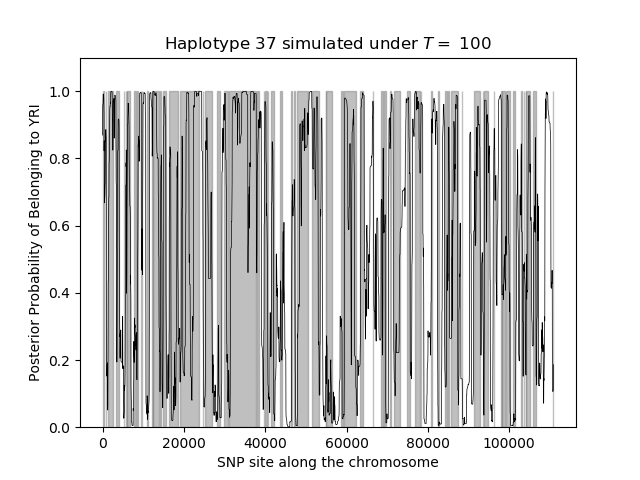 Haplotype 37 simulated under T = 100
Posterior Probability of Belonging to YRI
1.0
0.8
0.6
0.4
0.2
0.0
0 20000 40000 60000 80000 100000
SNP site along the chromosome